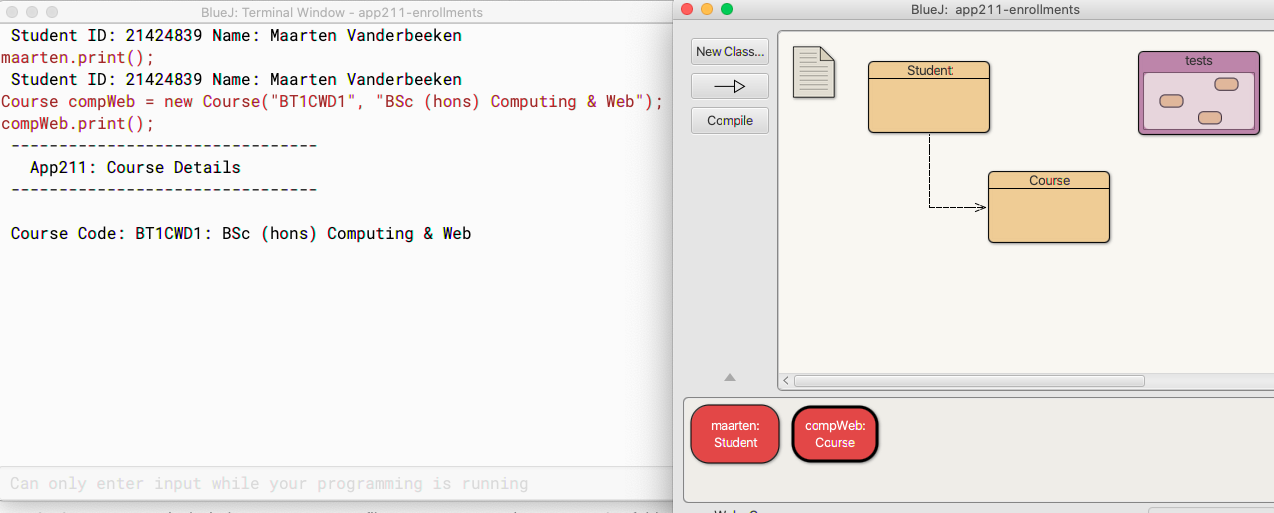 BlueJ: Terminal Window - app211-enrollments
Student ID: 21424839 Name: Maarten Vanderbeeken
maarten.print();
Student ID: 21424839 Name: Maarten Vanderbeeken
Course compWeb = new Course("BT1CWD1", "BSc (hons) Computing & Web");
compWeb.print();
--------------------------------
App211: Course Details
--------------------------------
Course Code: BT1CWD1: BSc (hons) Computing & Web
Can only enter input while your programming is running
BlueJ: app211-enrollments
New Class...
Compile
Student
Course
tests
maarten:
Student
compWeb:
Course